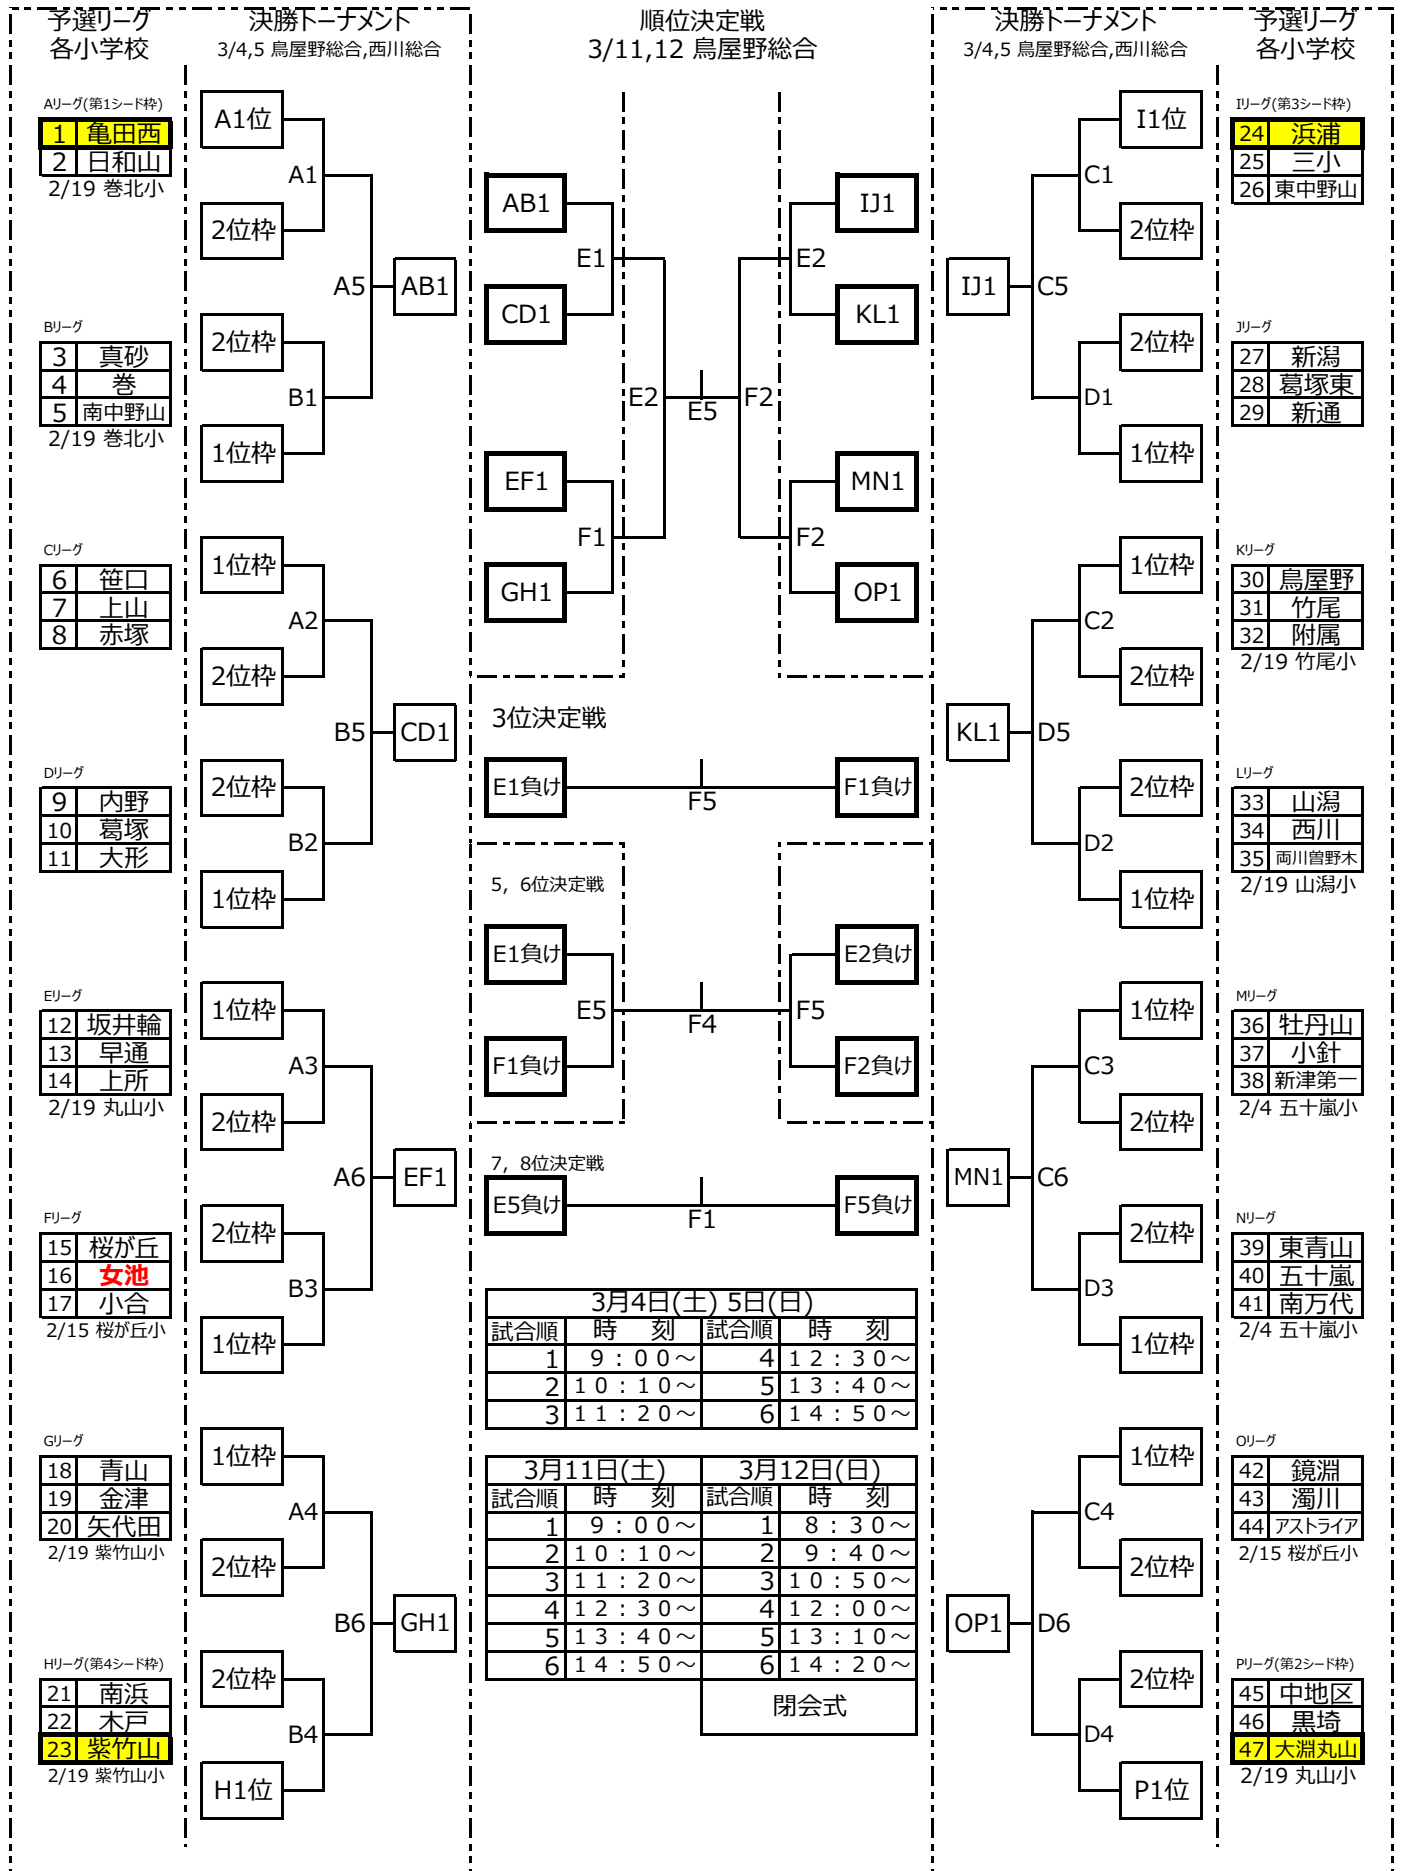 予選リーグ
各小学校
決勝トーナメント
3/4,5 鳥屋野総合,西川総合
順位決定戦
3/11,12 鳥屋野総合
決勝トーナメント
3/4,5 鳥屋野総合,西川総合
予選リーグ
各小学校
Aリーグ(第1シード枠)
1 亀田西
2 日和山
2/19 巻北小
Bリーグ
3 真砂
4 巻
5 南中野山
2/19 巻北小
Cリーグ
6 笹口
7 上山
8 赤塚
Dリーグ
9 内野
10 葛塚
11 大形
Eリーグ
12 坂井輪
13 早通
14 上所
2/19 丸山小
Fリーグ
15 桜が丘
16 女池
17 小合
2/15 桜が丘小
Gリーグ
18 青山
19 金津
20 矢代田
2/19 紫竹山小
Hリーグ(第4シード枠)
21 南浜
22 木戸
23 紫竹山
2/19 紫竹山小
A1位
A1
2位枠
A5
AB1
2位枠
B1
1位枠
1位枠
A2
2位枠
B5
CD1
2位枠
B2
1位枠
1位枠
A3
2位枠
A6
EF1
2位枠
B3
1位枠
1位枠
A4
2位枠
B6
GH1
2位枠
B4
H1位
AB1
E1
CD1
E2
EF1
F1
GH1
E5
IJ1
E2
KL1
F2
MN1
F2
OP1
3位決定戦
E1負け
F5
F1負け
5, 6位決定戦
E1負け
E5
F1負け
F4
E2負け
F5
F2負け
7, 8位決定戦
E5負け
F1
F5負け
3月4日(土) 5日(日)
試合順 時 刻 試合順 時 刻
1 9:00~ 4 12:30~
2 10:10~ 5 13:40~
3 11:20~ 6 14:50~
3月11日(土) 3月12日(日)
試合順 時 刻 試合順 時 刻
1 9:00~ 1 8:30~
2 10:10~ 2 9:40~
3 11:20~ 3 10:50~
4 12:30~ 4 12:00~
5 13:40~ 5 13:10~
6 14:50~ 6 14:20~
閉会式
I1位
C1
2位枠
IJ1
C5
2位枠
D1
1位枠
1位枠
C2
2位枠
KL1
D5
2位枠
D2
1位枠
1位枠
C3
2位枠
MN1
C6
2位枠
D3
1位枠
1位枠
C4
2位枠
OP1
D6
2位枠
D4
P1位
Iリーグ(第3シード枠)
24 浜浦
25 三小
26 東中野山
Jリーグ
27 新潟
28 葛塚東
29 新通
Kリーグ
30 鳥屋野
31 竹尾
32 附属
2/19 竹尾小
Lリーグ
33 山潟
34 西川
35 両川曽野木
2/19 山潟小
Mリーグ
36 牡丹山
37 小針
38 新津第一
2/4 五十嵐小
Nリーグ
39 東青山
40 五十嵐
41 南万代
2/4 五十嵐小
Oリーグ
42 鏡淵
43 濁川
44 アストライア
2/15 桜が丘小
Pリーグ(第2シード枠)
45 中地区
46 黒埼
47 大淵丸山
2/19 丸山小